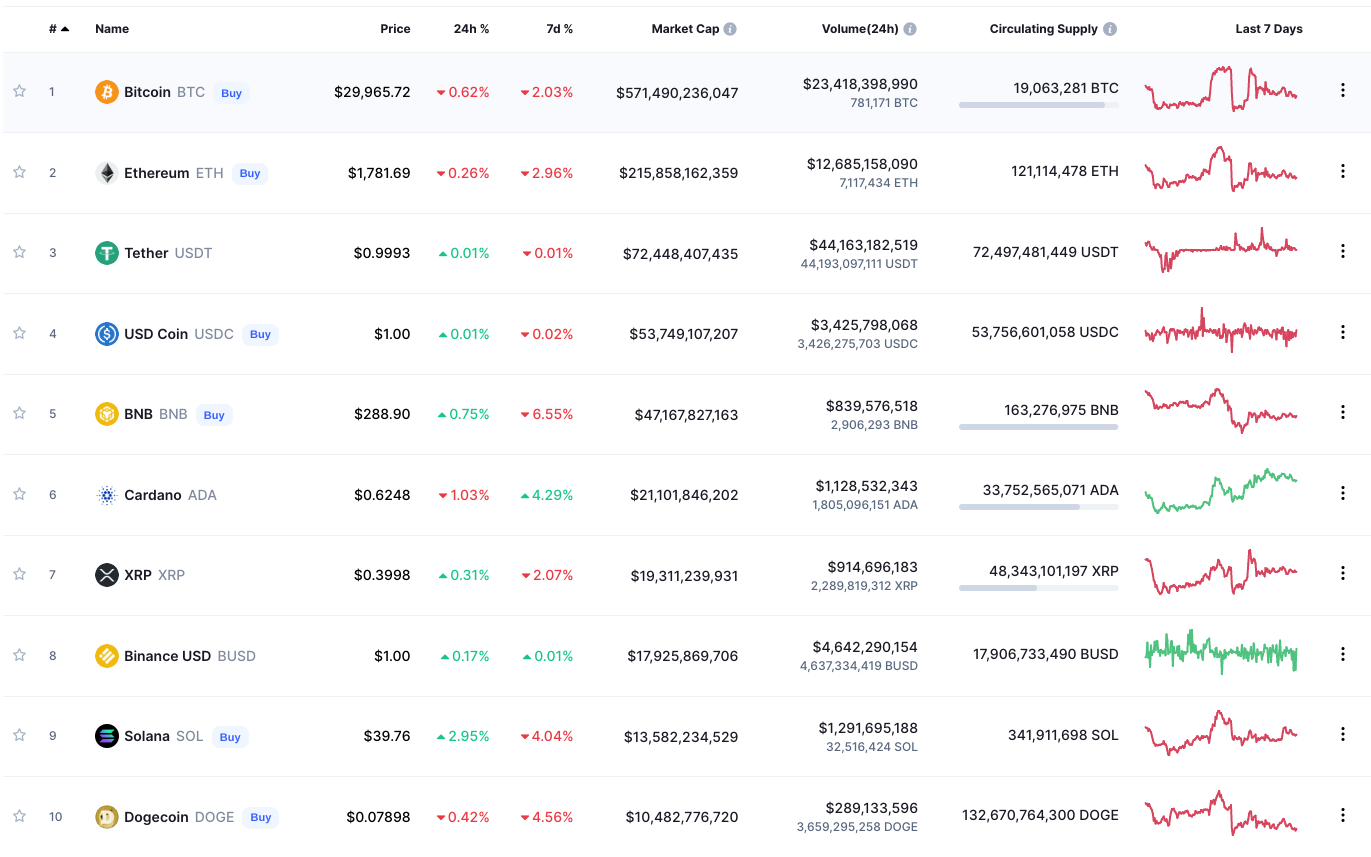 # Name Price 24h % 7d % Market Cap Volume(24h) Circulating Supply Last 7 Days
1 Bitcoin BTC Buy $29,965.72 0.62% 2.03% $571,490,236,047 $23,418,398,990 19,063,281 BTC
781,171 BTC
2 Ethereum ETH Buy $1,781.69 0.26% 2.96% $215,858,162,359 $12,685,158,090 121,114,478 ETH
7,117,434 ETH
3 Tether USDT $0.9993 0.01% 0.01% $72,448,407,435 $44,163,182,519 72,497,481,449 USDT
44,193,097,111 USDT
4 USD Coin USDC Buy $1.00 0.01% 0.02% $53,749,107,207 $3,425,798,068 53,756,601,058 USDC
3,426,275,703 USDC
5 BNB BNB Buy $288.90 0.75% 6.55% $47,167,827,163 $839,576,518 163,276,975 BNB
2,906,293 BNB
6 Cardano ADA $0.6248 1.03% 4.29% $21,101,846,202 $1,128,532,343 33,752,565,071 ADA
1,805,096,151 ADA
7 XRP XRP $0.3998 0.31% 2.07% $19,311,239,931 $914,696,183 48,343,101,197 XRP
2,289,819,312 XRP
8 Binance USD BUSD $1.00 0.17% 0.01% $17,925,869,706 $4,642,290,154 17,906,733,490 BUSD
4,637,334,419 BUSD
9 Solana SOL Buy $39.76 2.95% 4.04% $13,582,234,529 $1,291,695,188 341,911,698 SOL
32,516,424 SOL
10 Dogecoin DOGE Buy $0.07898 0.42% 4.56% $10,482,776,720 $289,133,596 132,670,764,300 DOGE
3,659,295,258 DOGE